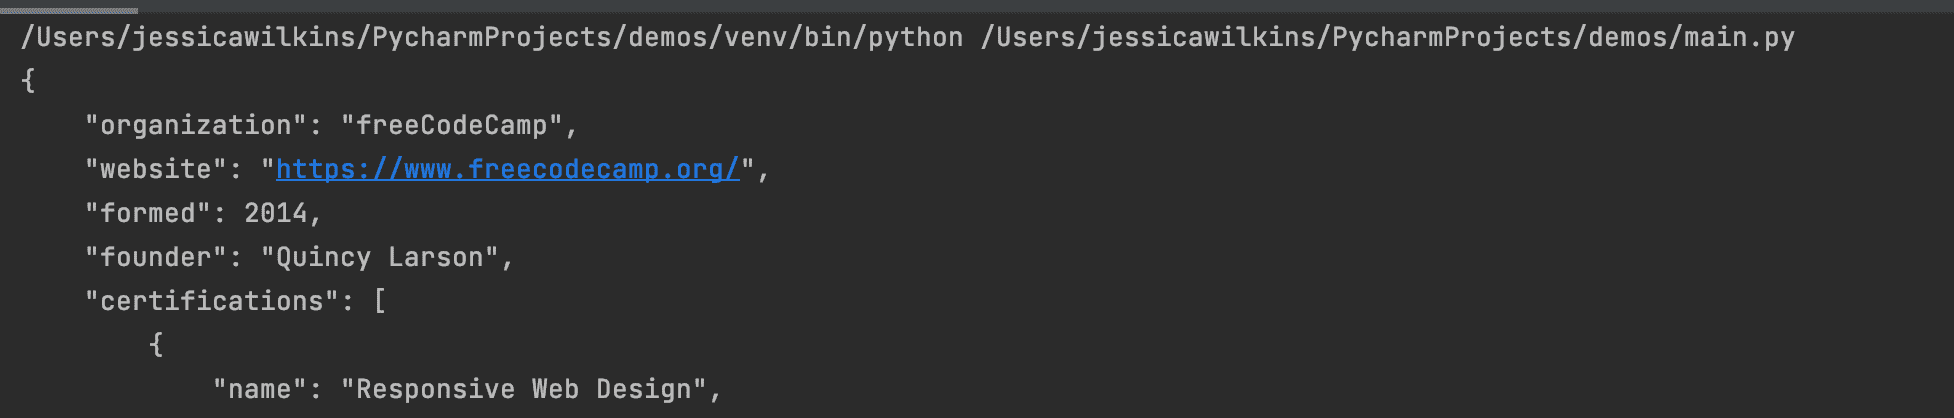 /Users/jessicawilkins/PycharmProjects/demos/venv/bin/python /Users/jessicawilkins/PycharmProjects/demos/main.py
{
    "organization": "freeCodeCamp",
    "website": "https://www.freecodecamp.org/",
    "formed": 2014,
    "founder": "Quincy Larson",
    "certifications": [
        {
            "name": "Responsive Web Design",